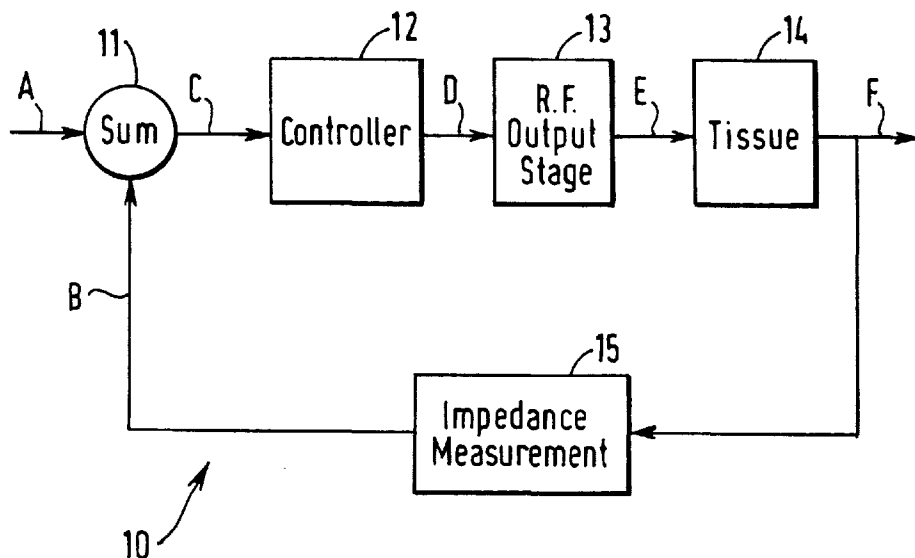 11
12
13
14
A
Sum
C
Controller
D
R.F.
Output
Stage
E
Tissue
F
B
15
Impedance
Measurement
10